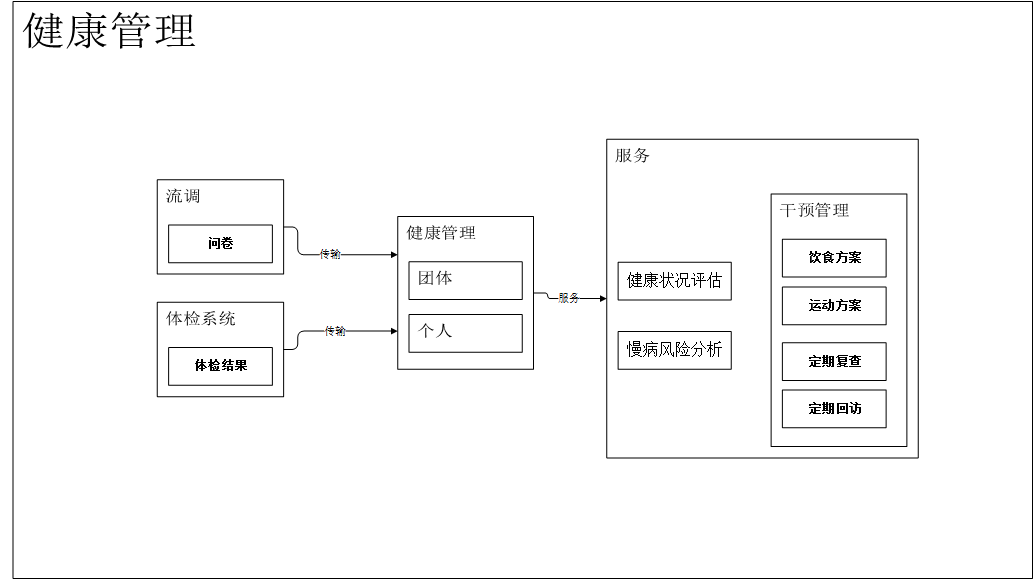 健康管理
流调
问卷
传输
体检系统
体检结果
传输
健康管理
团体
个人
服务
服务
健康状况评估
慢病风险分析
干预管理
饮食方案
运动方案
定期复查
定期回访